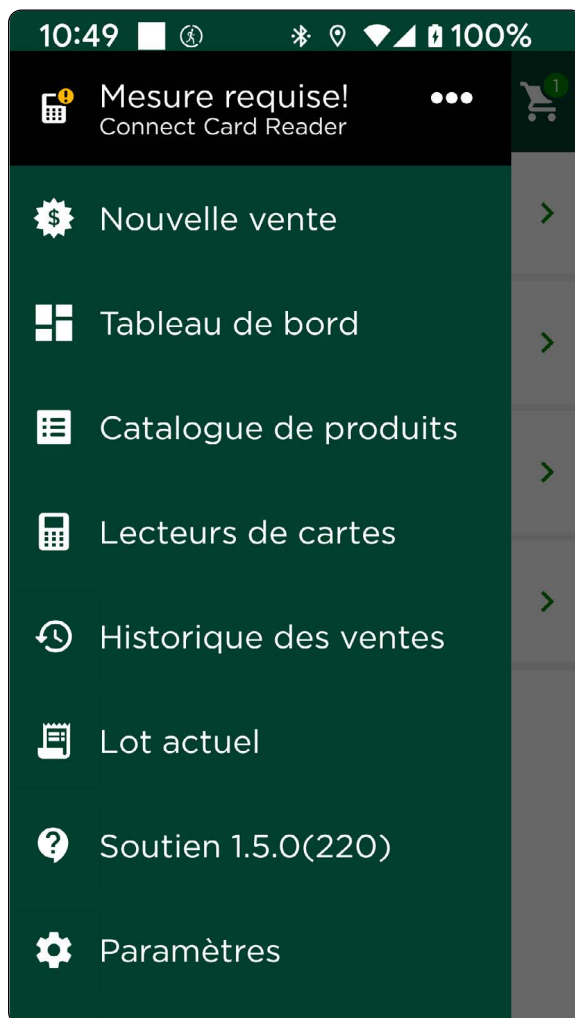 10:49 100%
Mesure requise!
Connect Card Reader
1
$ Nouvelle vente
Tableau de bord
Catalogue de produits
Lecteurs de cartes
Historique des ventes
Lot actuel
? Soutien 1.5.0(220)
Paramètres